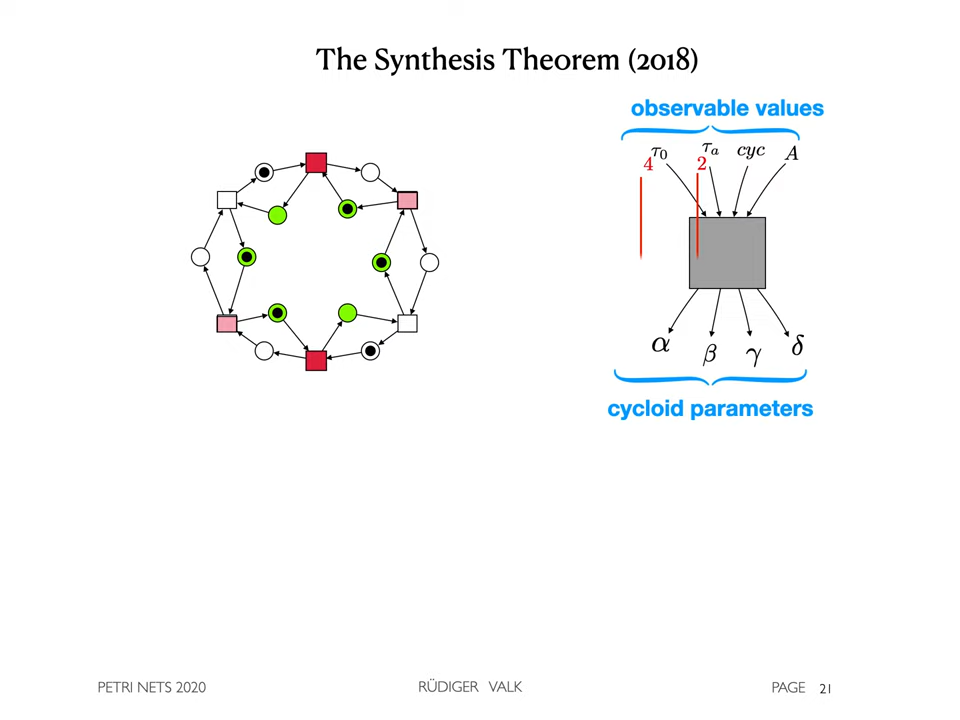 The Synthesis Theorem (2018)
observable values
τ₀ τₐ cyc A
4 2
α β γ δ
cycloid parameters
PETRI NETS 2020 RÜDIGER VALK PAGE 21